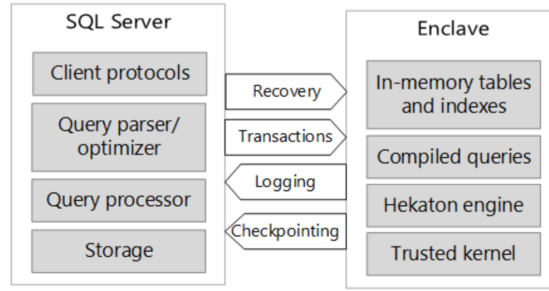 SQL Server
Client protocols
Query parser/
optimizer
Query processor
Storage
Recovery
Transactions
Logging
Checkpointing
Enclave
In-memory tables
and indexes
Compiled queries
Hekaton engine
Trusted kernel